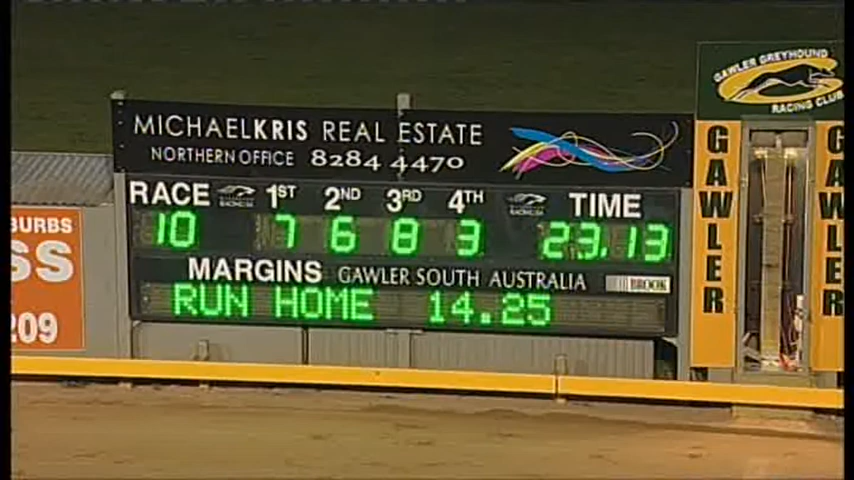 GAWLER GREYHOUND
RACING CLUB
MICHAELKRIS REAL ESTATE
NORTHERN OFFICE 8284 4470
RACE 1ST 2ND 3RD 4TH TIME
10 7 6 8 3 23.13
MARGINS GAWLER SOUTH AUSTRALIA BROOK
RUN HOME 14.25
BURBS
SS
209
GAWLER
GAWLER